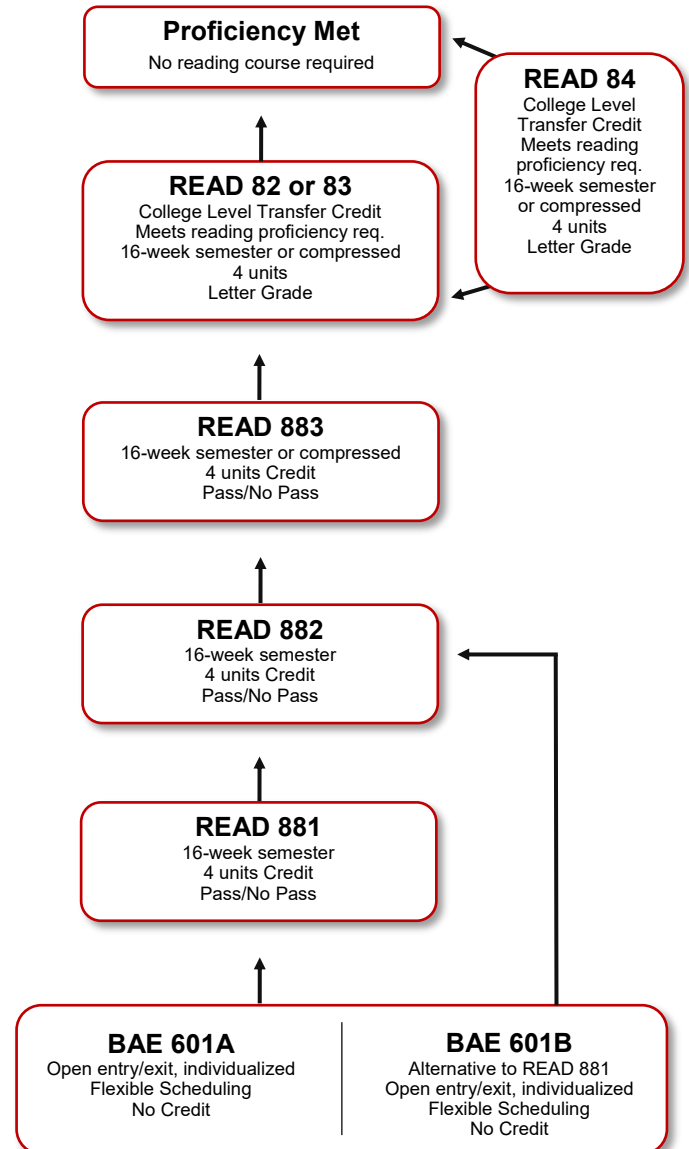 Proficiency Met
No reading course required
READ 84
College Level
Transfer Credit
Meets reading
proficiency req.
16-week semester
or compressed
4 units
Letter Grade
READ 82 or 83
College Level Transfer Credit
Meets reading proficiency req.
16-week semester or compressed
4 units
Letter Grade
READ 883
16-week semester or compressed
4 units Credit
Pass/No Pass
READ 882
16-week semester
4 units Credit
Pass/No Pass
READ 881
16-week semester
4 units Credit
Pass/No Pass
BAE 601A
Open entry/exit, individualized
Flexible Scheduling
No Credit
BAE 601B
Alternative to READ 881
Open entry/exit, individualized
Flexible Scheduling
No Credit